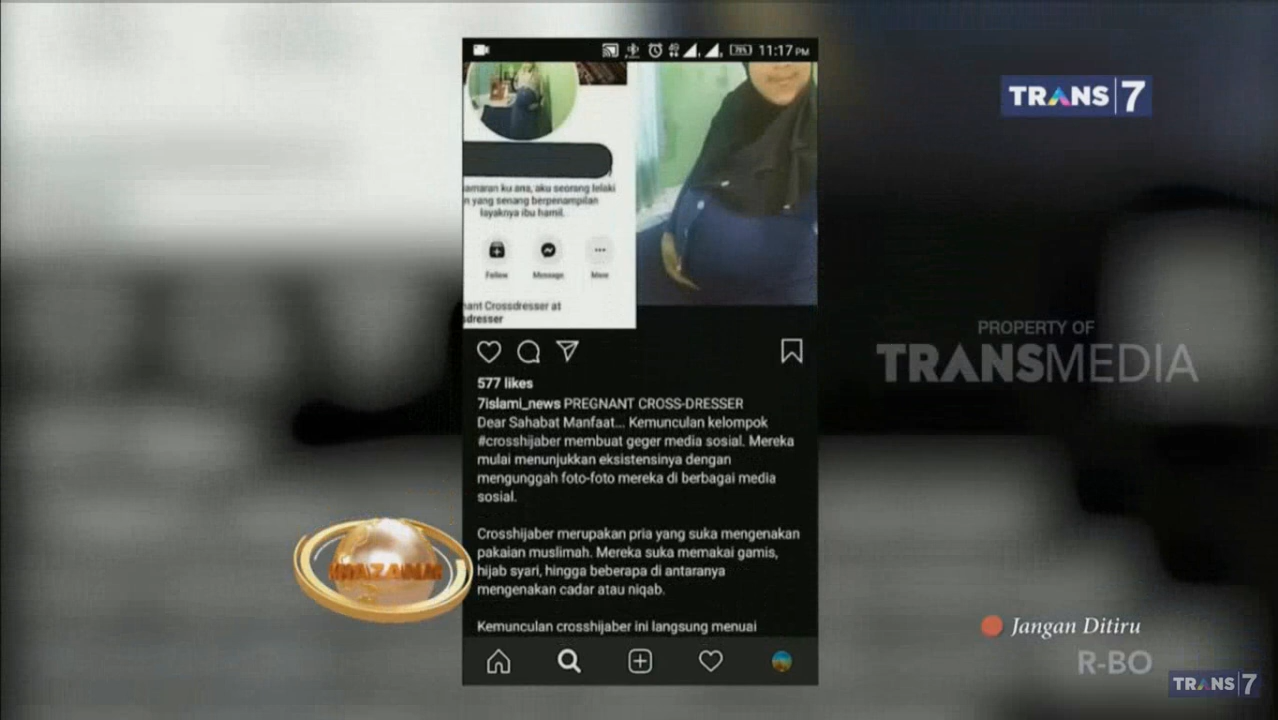 11:17 PM
TRANS 7
amaran ku ana, aku seorang lelaki
n yang senang berpenampilan
layaknya ibu hamil.
Follow
Message
More
nant Crossdresser at
sdresser
PROPERTY OF
TRANSMEDIA
577 likes
7islami_news PREGNANT CROSS-DRESSER
Dear Sahabat Manfaat... Kemunculan kelompok
#crosshijaber membuat geger media sosial. Mereka
mulai menunjukkan eksistensinya dengan
mengunggah foto-foto mereka di berbagai media
sosial.
Crosshijaber merupakan pria yang suka mengenakan
pakaian muslimah. Mereka suka memakai gamis,
hijab syari, hingga beberapa di antaranya
mengenakan cadar atau niqab.
Kemunculan crosshijaber ini langsung menuai
Jangan Ditiru
R-BO
TRANS 7